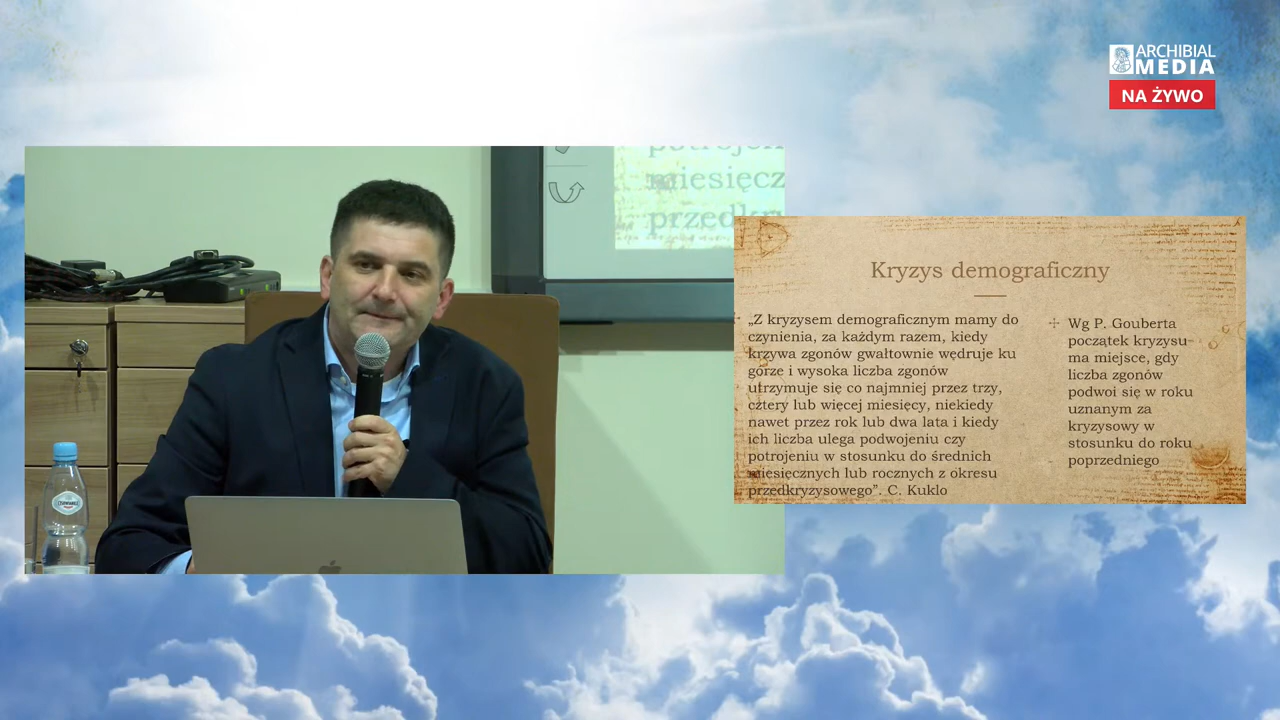 ARCHIBIAL
MEDIA
NA ŻYWO
miesięcz
Kryzys demograficzny
„Z kryzysem demograficznym mamy do
czynienia, za każdym razem, kiedy
krzywa zgonów gwałtownie wędruje ku
górze i wysoka liczba zgonów
utrzymuje się co najmniej przez trzy,
cztery lub więcej miesięcy, niekiedy
nawet przez rok lub dwa lata i kiedy
ich liczba ulega podwojeniu czy
potrojeniu w stosunku do średnich
miesięcznych lub rocznych z okresu
przedkryzysowego”. C. Kuklo
Wg P. Gouberta
początek kryzysu
ma miejsce, gdy
liczba zgonów
podwoi się w roku
uznanym za
kryzysowy w
stosunku do roku
poprzedniego